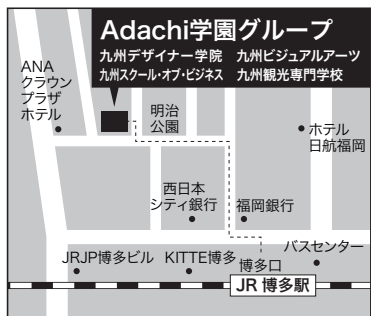 Adachi学園グループ
九州デザイナー学院 九州ビジュアルアーツ
九州スクール・オブ・ビジネス 九州観光専門学校
ANA
クラウン
プラザ
ホテル
明治
公園
ホテル
日航福岡
西日本
シティ銀行
福岡銀行
JRJP博多ビル
KITTE博多
博多口
バスセンター
JR 博多駅